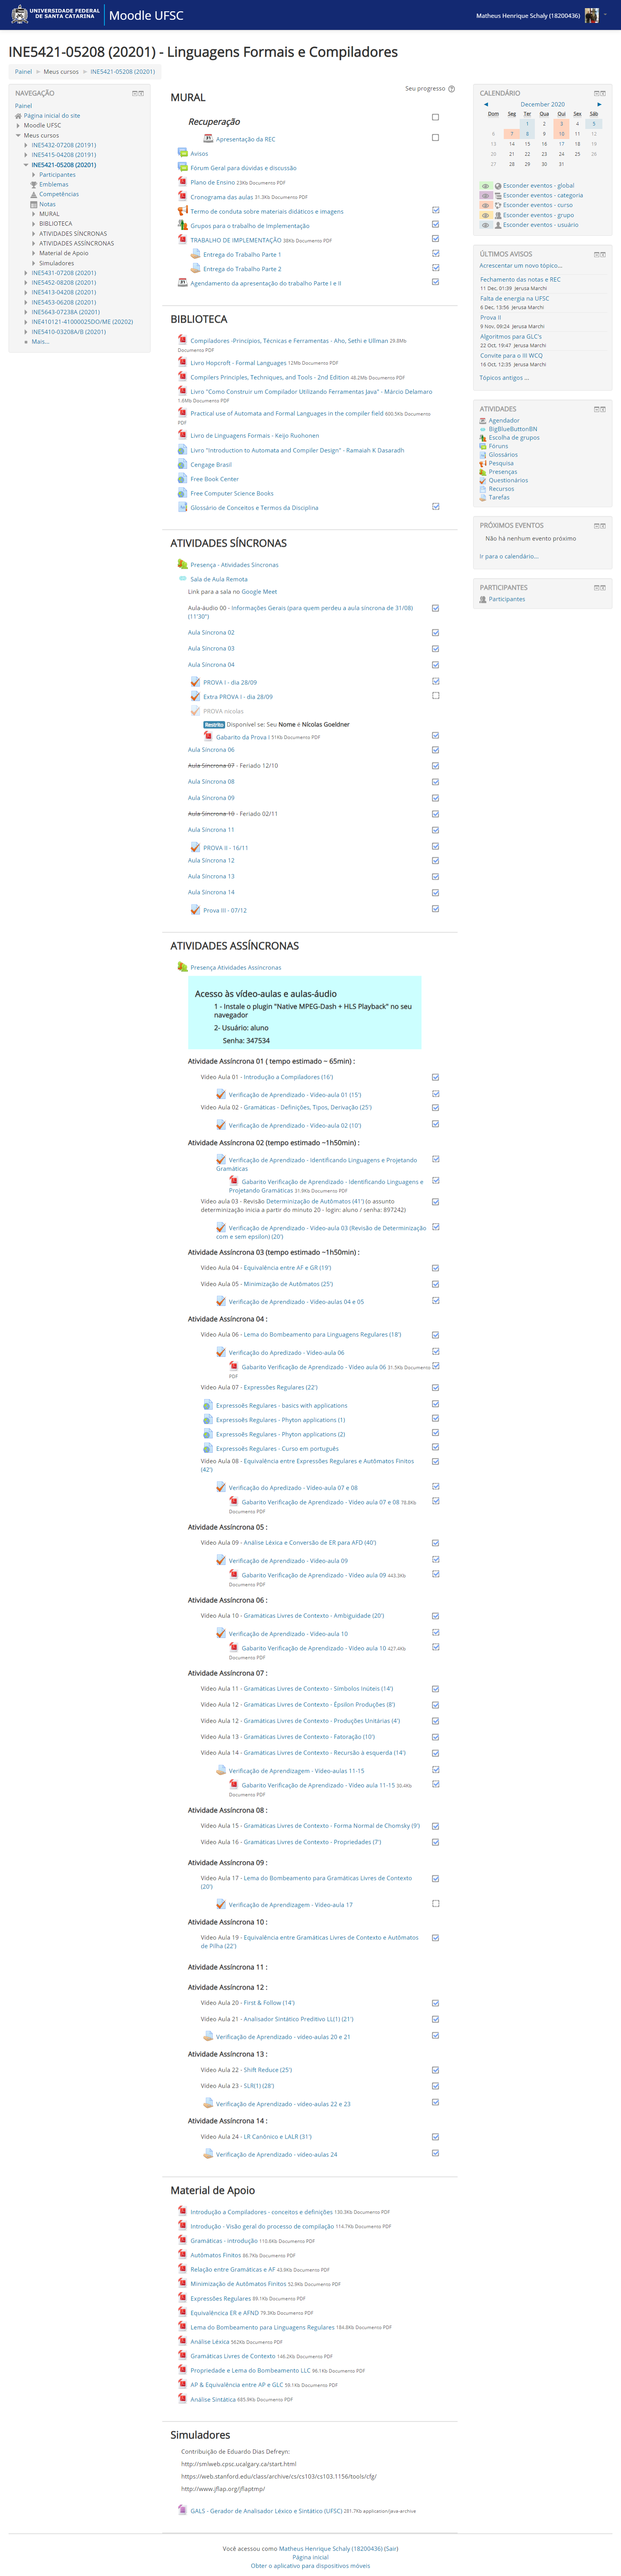 UNIVERSIDADE FEDERAL
DE SANTA CATARINA
Moodle UFSC
Matheus Henrique Schaly (18200436)
INE5421-05208 (20201) - Linguagens Formais e Compiladores
Painel
Meus cursos
INE5421-05208 (20201)
NAVEGAÇÃO
Painel
Página inicial do site
Moodle UFSC
Meus cursos
INE5432-07208 (20191)
INE5415-04208 (20191)
INE5421-05208 (20201)
Participantes
Emblemas
Competências
Notas
MURAL
BIBLIOTECA
ATIVIDADES SÍNCRONAS
ATIVIDADES ASSÍNCRONAS
Material de Apoio
Simuladores
INE5431-07208 (20201)
INE5452-08208 (20201)
INE5413-04208 (20201)
INE5453-06208 (20201)
INE5643-07238A (20201)
INE410121-41000025DO/ME (20202)
INE5410-03208A/B (20201)
Mais...
Seu progresso
MURAL
Recuperação
Apresentação da REC
Avisos
Fórum Geral para dúvidas e discussão
Plano de Ensino 23Kb Documento PDF
Cronograma das aulas 31.3Kb Documento PDF
Termo de conduta sobre materiais didáticos e imagens
Grupos para o trabalho de Implementação
TRABALHO DE IMPLEMENTAÇÃO 38Kb Documento PDF
Entrega do Trabalho Parte 1
Entrega do Trabalho Parte 2
Agendamento da apresentação do trabalho Parte I e II
BIBLIOTECA
Compiladores -Princípios, Técnicas e Ferramentas - Aho, Sethi e Ullman 29.8Mb
Documento PDF
Livro Hopcroft - Formal Languages 12Mb Documento PDF
Compilers Principles, Techniques, and Tools - 2nd Edition 48.2Mb Documento PDF
Livro "Como Construir um Compilador Utilizando Ferramentas Java" - Márcio Delamaro
1.6Mb Documento PDF
Practical use of Automata and Formal Languages in the compiler field 600.5Kb Documento
PDF
Livro de Linguagens Formais - Keijo Ruohonen
Livro "Introduction to Automata and Compiler Design" - Ramaiah K Dasaradh
Cengage Brasil
Free Book Center
Free Computer Science Books
Glossário de Conceitos e Termos da Disciplina
ATIVIDADES SÍNCRONAS
Presença - Atividades Síncronas
Sala de Aula Remota
Link para a sala no Google Meet
Aula-áudio 00 - Informações Gerais (para quem perdeu a aula síncrona de 31/08)
(11'30")
Aula Síncrona 02
Aula Síncrona 03
Aula Síncrona 04
PROVA I - dia 28/09
Extra PROVA I - dia 28/09
PROVA nicolas
Restrito Disponível se: Seu Nome é Nícolas Goeldner
Gabarito da Prova I 51Kb Documento PDF
Aula Síncrona 06
Aula Síncrona 07 - Feriado 12/10
Aula Síncrona 08
Aula Síncrona 09
Aula Síncrona 10 - Feriado 02/11
Aula Síncrona 11
PROVA II - 16/11
Aula Síncrona 12
Aula Síncrona 13
Aula Síncrona 14
Prova III - 07/12
ATIVIDADES ASSÍNCRONAS
Presença Atividades Assíncronas
Acesso às vídeo-aulas e aulas-áudio
1 - Instale o plugin "Native MPEG-Dash + HLS Playback" no seu
navegador
2- Usuário: aluno
Senha: 347534
Atividade Assíncrona 01 ( tempo estimado ~ 65min) :
Vídeo Aula 01 - Introdução a Compiladores (16')
Verificação de Aprendizado - Vídeo-aula 01 (15')
Vídeo Aula 02 - Gramáticas - Definições, Tipos, Derivação (25')
Verificação de Aprendizado - Vídeo-aula 02 (10')
Atividade Assíncrona 02 (tempo estimado ~1h50min) :
Verificação de Aprendizado - Identificando Linguagens e Projetando
Gramáticas
Gabarito Verificação de Aprendizado - Identificando Linguagens e
Projetando Gramáticas 31.9Kb Documento PDF
Vídeo aula 03 - Revisão Determinização de Autômatos (41') (o assunto
determinização inicia a partir do minuto 20 - login: aluno / senha: 897242)
Verificação de Aprendizado - Vídeo-aula 03 (Revisão de Determinização
com e sem epsilon) (20')
Atividade Assíncrona 03 (tempo estimado ~1h50min) :
Vídeo Aula 04 - Equivalência entre AF e GR (19')
Vídeo Aula 05 - Minimização de Autômatos (25')
Verificação de Aprendizado - Vídeo-aulas 04 e 05
Atividade Assíncrona 04 :
Vídeo Aula 06 - Lema do Bombeamento para Linguagens Regulares (18')
Verificação do Apredizado - Vídeo-aula 06
Gabarito Verificação de Aprendizado - Vídeo aula 06 31.5Kb Documento
PDF
Vídeo Aula 07 - Expressões Regulares (22')
Expressoẽs Regulares - basics with applications
Expressoẽs Regulares - Phyton applications (1)
Expressoẽs Regulares - Phyton applications (2)
Expressoẽs Regulares - Curso em português
Vídeo Aula 08 - Equivalência entre Expressões Regulares e Autômatos Finitos
(42')
Verificação do Apredizado - Vídeo-aula 07 e 08
Gabarito Verificação de Aprendizado - Vídeo aula 07 e 08 78.8Kb
Documento PDF
Atividade Assíncrona 05 :
Vídeo Aula 09 - Análise Léxica e Conversão de ER para AFD (40')
Verificação de Aprendizado - Vídeo-aula 09
Gabarito Verificação de Aprendizado - Vídeo aula 09 443.3Kb
Documento PDF
Atividade Assíncrona 06 :
Vídeo Aula 10 - Gramáticas Livres de Contexto - Ambiguidade (20')
Verificação de Aprendizado - Vídeo-aula 10
Gabarito Verificação de Aprendizado - Vídeo aula 10 427.4Kb
Documento PDF
Atividade Assíncrona 07 :
Vídeo Aula 11 - Gramáticas Livres de Contexto - Símbolos Inúteis (14')
Vídeo Aula 12 - Gramáticas Livres de Contexto - Épsilon Produções (8')
Vídeo Aula 12 - Gramáticas Livres de Contexto - Produções Unitárias (4')
Vídeo Aula 13 - Gramáticas Livres de Contexto - Fatoração (10')
Vídeo Aula 14 - Gramáticas Livres de Contexto - Recursão à esquerda (14')
Verificação de Aprendizagem - Vídeo-aulas 11-15
Gabarito Verificação de Aprendizado - Vídeo aula 11-15 30.4Kb
Documento PDF
Atividade Assíncrona 08 :
Vídeo Aula 15 - Gramáticas Livres de Contexto - Forma Normal de Chomsky (9')
Vídeo Aula 16 - Gramáticas Livres de Contexto - Propriedades (7')
Atividade Assíncrona 09 :
Vídeo Aula 17 - Lema do Bombeamento para Gramáticas Livres de Contexto
(20')
Verificação de Aprendizagem - Vídeo-aula 17
Atividade Assíncrona 10 :
Vídeo Aula 19 - Equivalência entre Gramáticas Livres de Contexto e Autômatos
de Pilha (22')
Atividade Assíncrona 11 :
Atividade Assíncrona 12 :
Vídeo Aula 20 - First & Follow (14')
Vídeo Aula 21 - Analisador Sintático Preditivo LL(1) (21')
Verificação de Aprendizado - vídeo-aulas 20 e 21
Atividade Assíncrona 13 :
Vídeo Aula 22 - Shift Reduce (25')
Vídeo Aula 23 - SLR(1) (28')
Verificação de Aprendizado - vídeo-aulas 22 e 23
Atividade Assíncrona 14 :
Vídeo Aula 24 - LR Canônico e LALR (31')
Verificação de Aprendizado - vídeo-aulas 24
Material de Apoio
Introdução a Compiladores - conceitos e definições 130.3Kb Documento PDF
Introdução - Visão geral do processo de compilação 114.7Kb Documento PDF
Gramáticas - introdução 110.6Kb Documento PDF
Autômatos Finitos 86.7Kb Documento PDF
Relação entre Gramáticas e AF 43.9Kb Documento PDF
Minimização de Autômatos Finitos 52.9Kb Documento PDF
Expressões Regulares 89.1Kb Documento PDF
Equivalêncica ER e AFND 79.3Kb Documento PDF
Lema do Bombeamento para Linguagens Regulares 184.8Kb Documento PDF
Análise Léxica 562Kb Documento PDF
Gramáticas Livres de Contexto 146.2Kb Documento PDF
Propriedade e Lema do Bombeamento LLC 96.1Kb Documento PDF
AP & Equivalência entre AP e GLC 59.1Kb Documento PDF
Análise Sintática 685.9Kb Documento PDF
Simuladores
Contribuição de Eduardo Dias Defreyn:
http://smlweb.cpsc.ucalgary.ca/start.html
https://web.stanford.edu/class/archive/cs/cs103/cs103.1156/tools/cfg/
http://www.jflap.org/jflaptmp/
GALS - Gerador de Analisador Léxico e Sintático (UFSC) 281.7Kb application/java-archive
CALENDÁRIO
December 2020
Dom Seg Ter Qua Qui Sex Sáb
1 2 3 4 5
6 7 8 9 10 11 12
13 14 15 16 17 18 19
20 21 22 23 24 25 26
27 28 29 30 31
Esconder eventos - global
Esconder eventos - categoria
Esconder eventos - curso
Esconder eventos - grupo
Esconder eventos - usuário
ÚLTIMOS AVISOS
Acrescentar um novo tópico...
Fechamento das notas e REC
11 Dec, 01:39 Jerusa Marchi
Falta de energia na UFSC
6 Dec, 13:56 Jerusa Marchi
Prova II
9 Nov, 09:24 Jerusa Marchi
Algoritmos para GLC's
22 Oct, 19:47 Jerusa Marchi
Convite para o III WCQ
16 Oct, 12:35 Jerusa Marchi
Tópicos antigos ...
ATIVIDADES
Agendador
BigBlueButtonBN
Escolha de grupos
Fóruns
Glossários
Pesquisa
Presenças
Questionários
Recursos
Tarefas
PRÓXIMOS EVENTOS
Não há nenhum evento próximo
Ir para o calendário...
PARTICIPANTES
Participantes
Você acessou como Matheus Henrique Schaly (18200436) (Sair)
Página inicial
Obter o aplicativo para dispositivos móveis